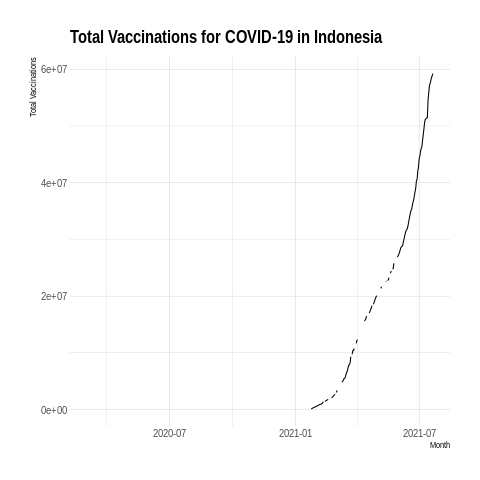 Total Vaccinations for COVID-19 in Indonesia
Total Vaccinations
6e+07
4e+07
2e+07
0e+00
2020-07
2021-01
2021-07
Month